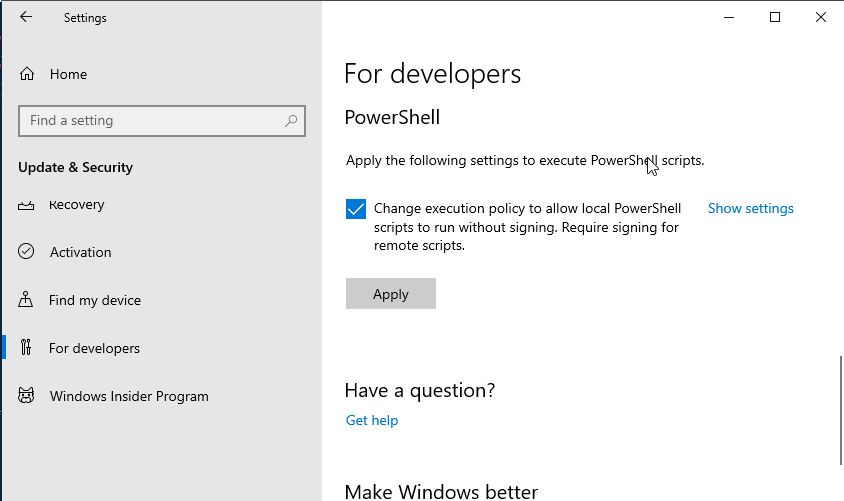 Settings
Home
Find a setting
Update & Security
Recovery
Activation
Find my device
For developers
Windows Insider Program
For developers
PowerShell
Apply the following settings to execute PowerShell scripts.
Change execution policy to allow local PowerShell
scripts to run without signing. Require signing for
remote scripts.
Show settings
Apply
Have a question?
Get help
Make Windows better